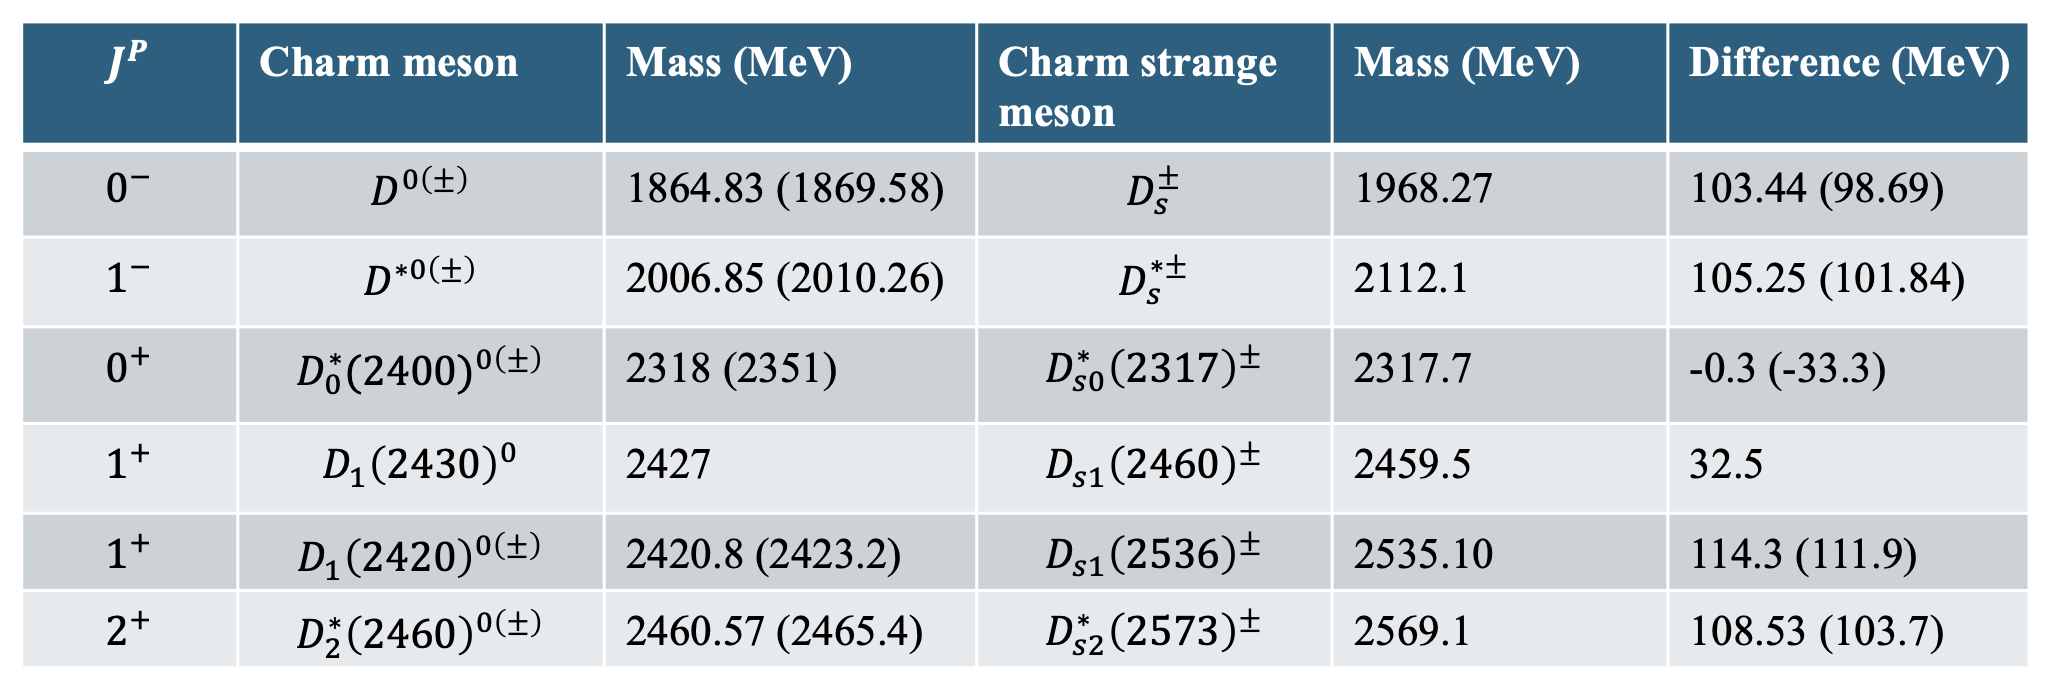 J^P Charm meson Mass (MeV) Charm strange meson Mass (MeV) Difference (MeV)
0⁻ D^{0(±)} 1864.83 (1869.58) D_s^± 1968.27 103.44 (98.69)
1⁻ D^{*0(±)} 2006.85 (2010.26) D_s^{*±} 2112.1 105.25 (101.84)
0⁺ D_0^*(2400)^{0(±)} 2318 (2351) D_{s0}^*(2317)^± 2317.7 -0.3 (-33.3)
1⁺ D_1(2430)^0 2427 D_{s1}(2460)^± 2459.5 32.5
1⁺ D_1(2420)^{0(±)} 2420.8 (2423.2) D_{s1}(2536)^± 2535.10 114.3 (111.9)
2⁺ D_2^*(2460)^{0(±)} 2460.57 (2465.4) D_{s2}^*(2573)^± 2569.1 108.53 (103.7)